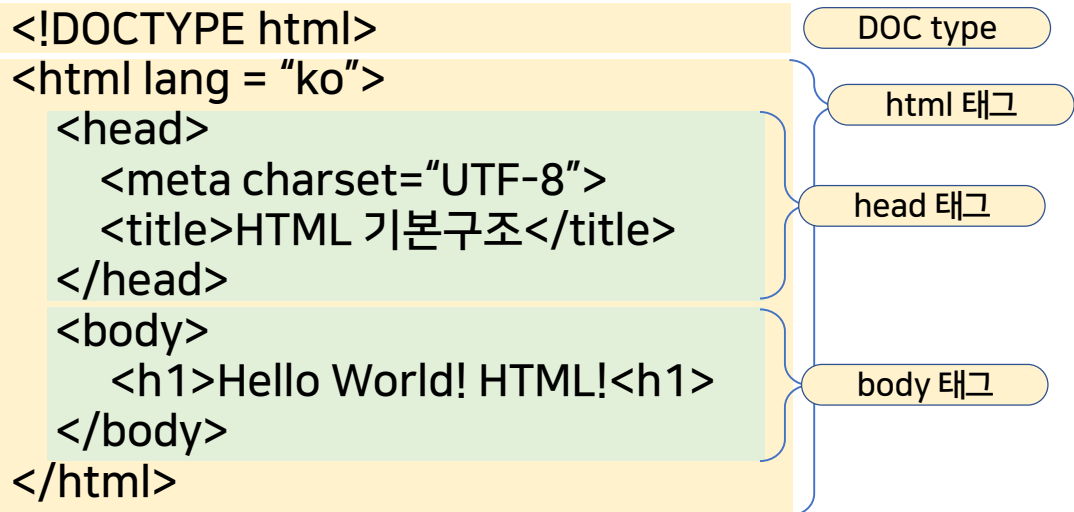 <!DOCTYPE html>
DOC type
<html lang = “ko”>
html 태그
<head>
<meta charset=“UTF-8”>
head 태그
<title>HTML 기본구조</title>
</head>
<body>
<h1>Hello World! HTML!<h1>
body 태그
</body>
</html>